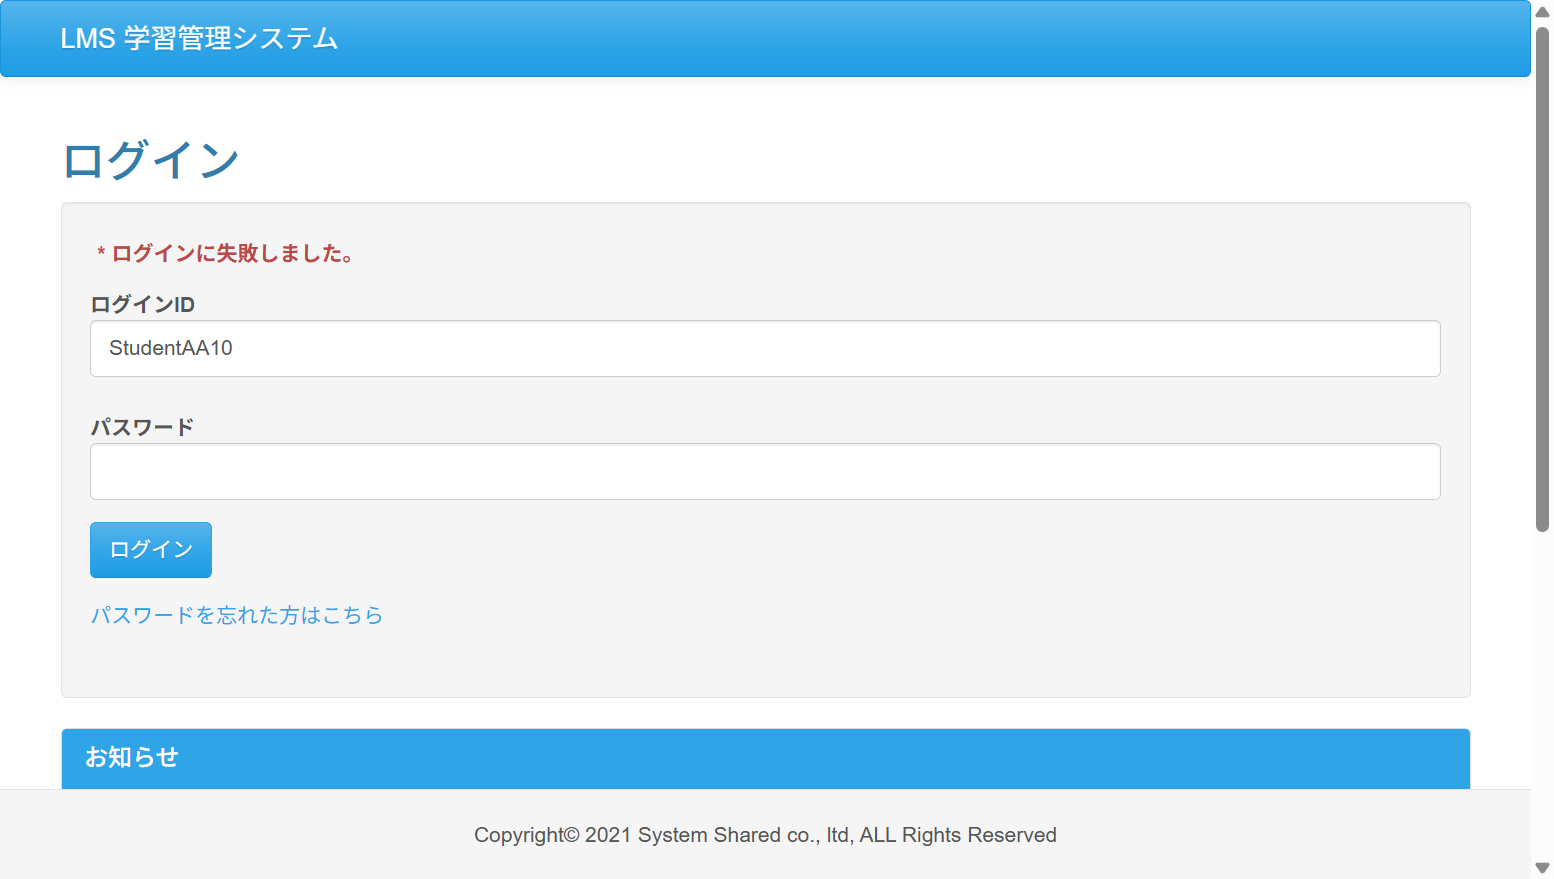 LMS 学習管理システム
ログイン
* ログインに失敗しました。
ログインID
StudentAA10
パスワード
ログイン
パスワードを忘れた方はこちら
お知らせ
Copyright© 2021 System Shared co., ltd, ALL Rights Reserved